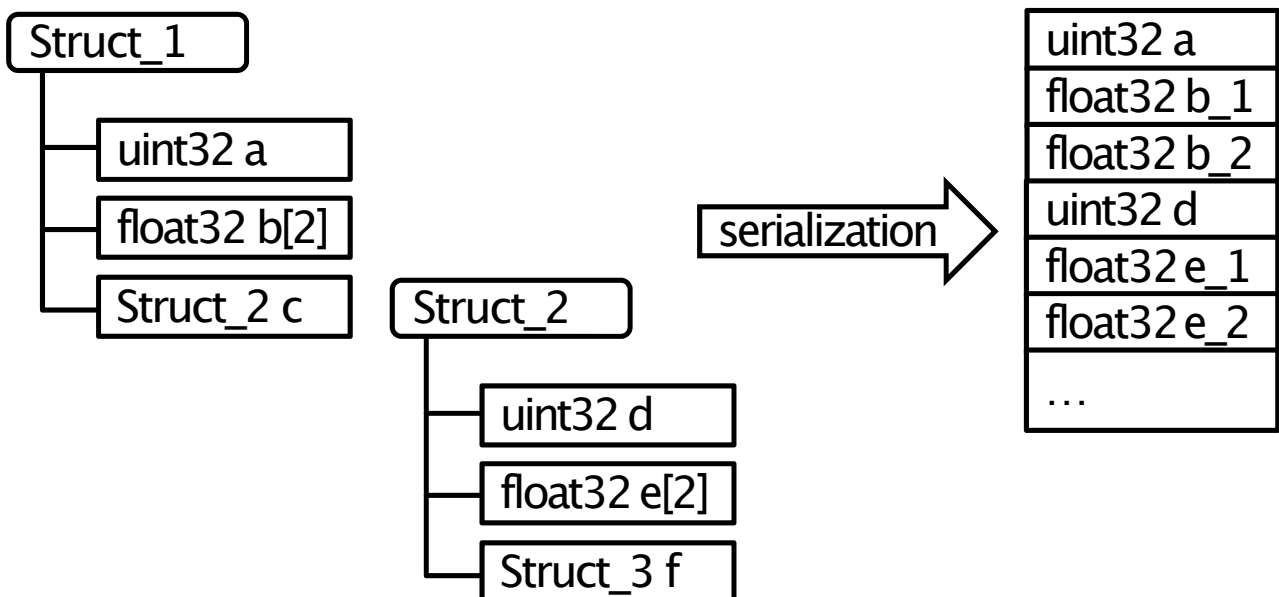 Struct_1
uint32 a
float32 b[2]
Struct_2 c
Struct_2
uint32 d
float32 e[2]
Struct_3 f
serialization
uint32 a
float32 b_1
float32 b_2
uint32 d
float32 e_1
float32 e_2
…